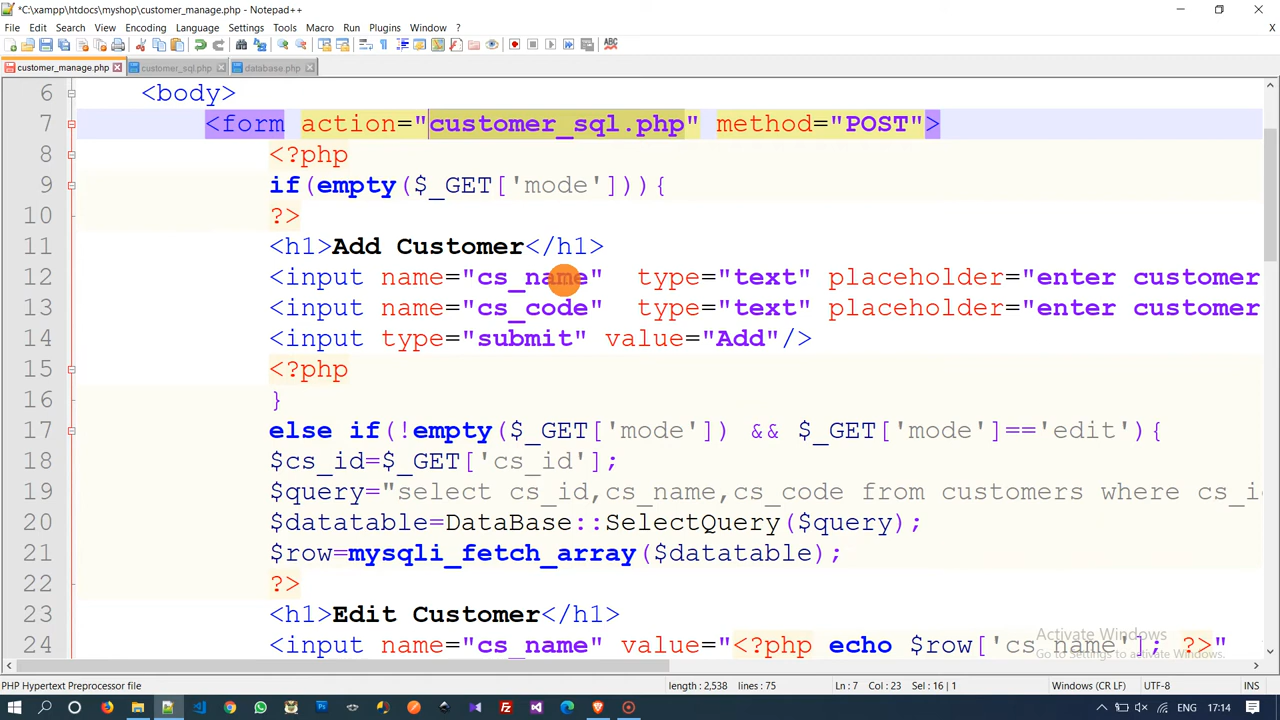 *C:\xampp\htdocs\myshop\customer_manage.php - Notepad++
File Edit Search View Encoding Language Settings Tools Macro Run Plugins Window ?
X
customer_manage.php customer_sql.php database.php
6 <body>
7 <form action="customer_sql.php" method="POST">
8 <?php
9 if(empty($_GET['mode'])){
10 ?>
11 <h1>Add Customer</h1>
12 <input name="cs_name" type="text" placeholder="enter customer
13 <input name="cs_code" type="text" placeholder="enter customer
14 <input type="submit" value="Add"/>
15 <?php
16 }
17 else if(!empty($_GET['mode']) && $_GET['mode']=='edit'){
18 $cs_id=$_GET['cs_id'];
19 $query="select cs_id,cs_name,cs_code from customers where cs_i
20 $datatable=DataBase::SelectQuery($query);
21 $row=mysqli_fetch_array($datatable);
22 ?>
23 <h1>Edit Customer</h1>
24 <input name="cs_name" value="<?php echo $row['cs_name']; ?>"
Activate Windows
Go to Settings to activate Windows.
PHP Hypertext Preprocessor file length : 2,538 lines : 75 Ln : 7 Col : 23 Sel : 16 | 1 Windows (CR LF) UTF-8 INS
ENG 17:14